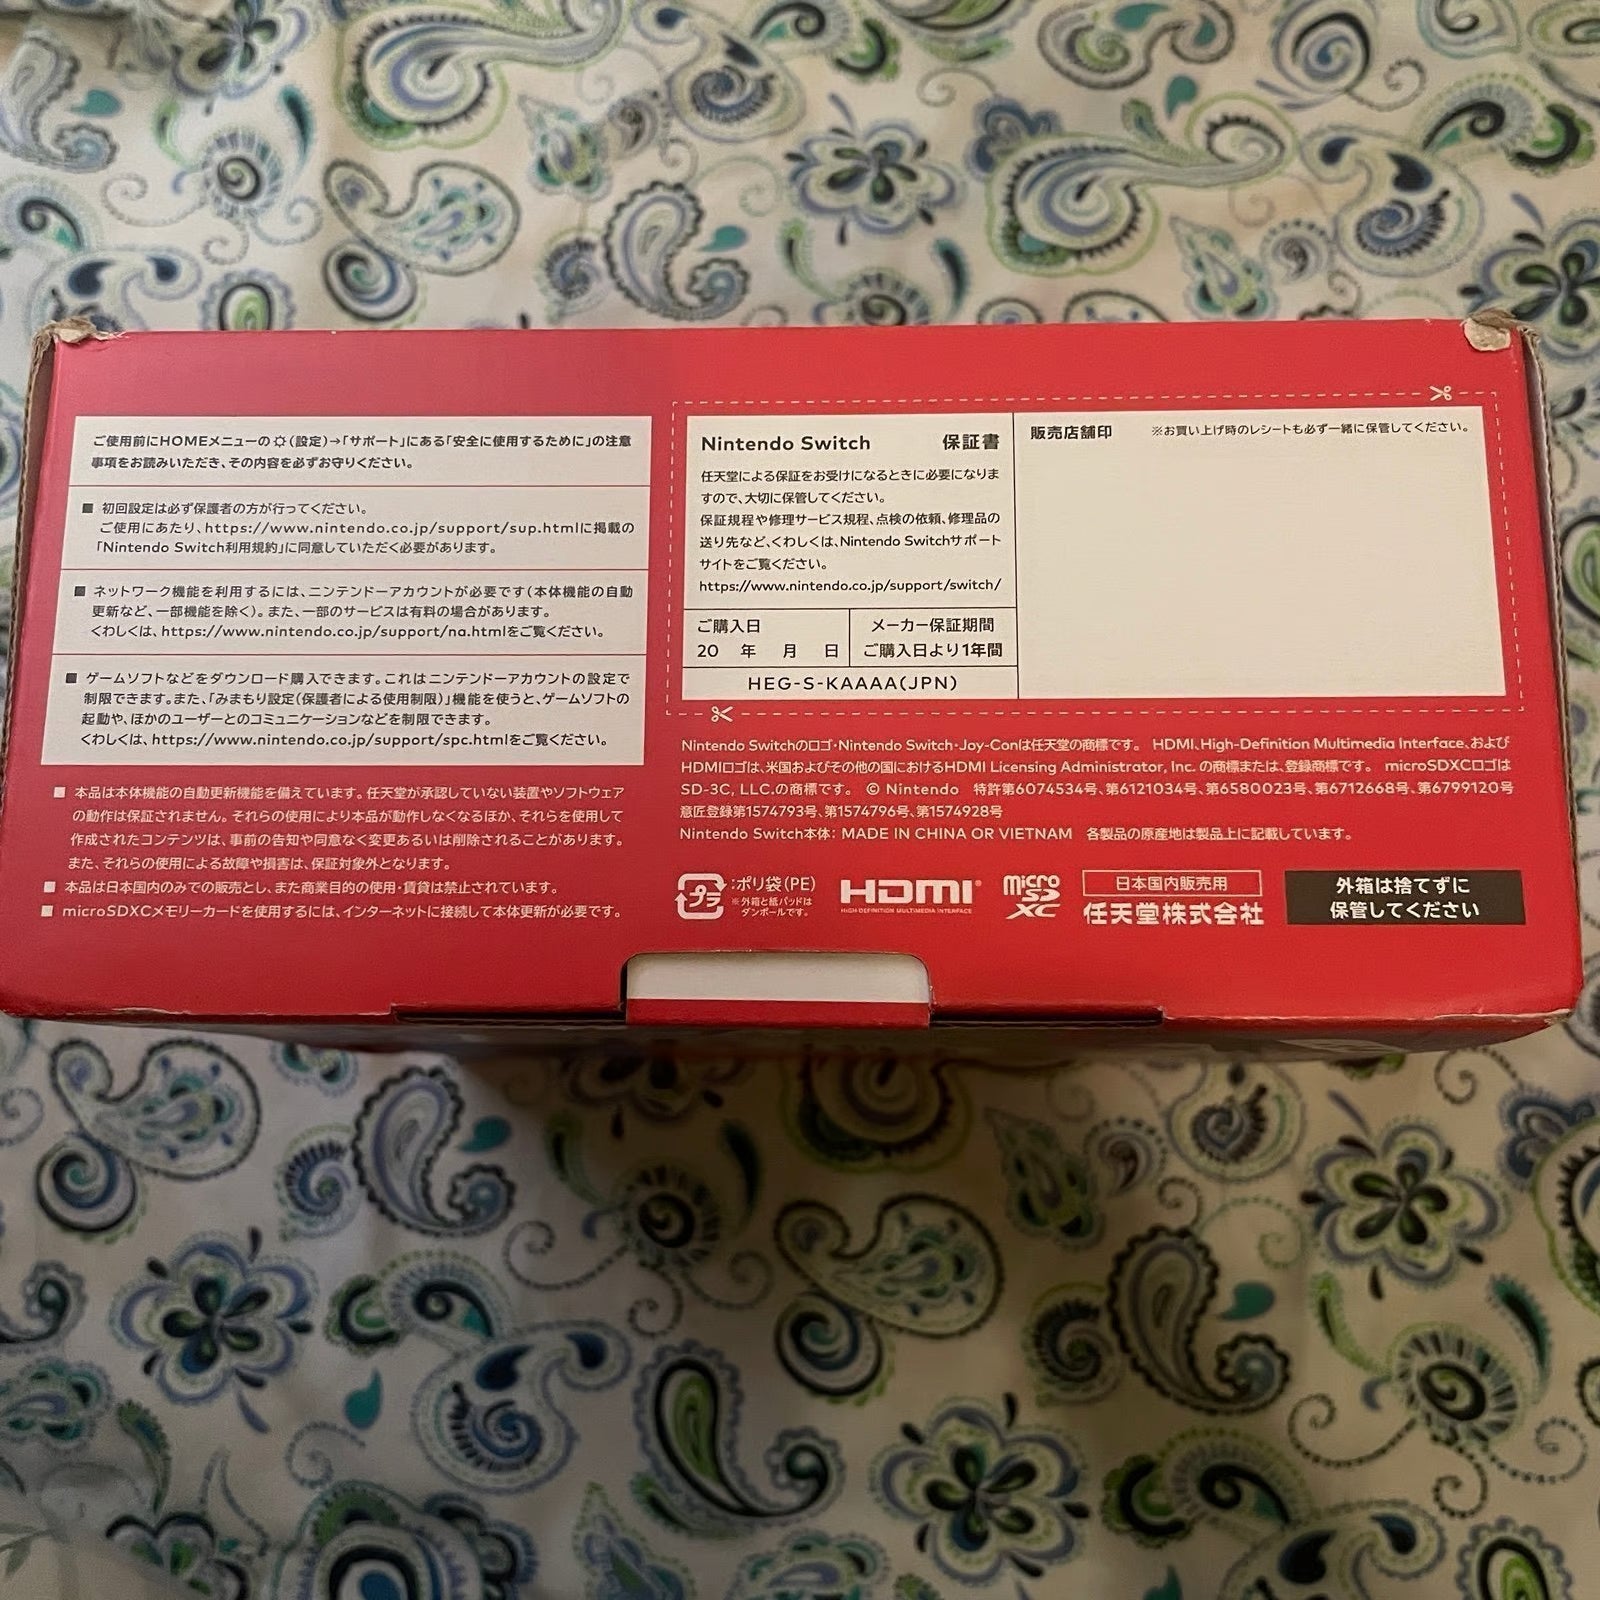 ご使用前にHOMEメニューの(設定)→「サポート」にある「安全に使用するために」の注意
事項をお読みいただき、その内容を必ずお守りください。
■ 初回設定は必ず保護者の方が行ってください。
ご使用にあたり、https://www.nintendo.co.jp/support/sup.htmlに掲載の
「Nintendo Switch利用規約」に同意していただく必要があります。
■ ネットワーク機能を利用するには、ニンテンドーアカウントが必要です(本体機能の自動
更新など、一部機能を除く)。また、一部のサービスは有料の場合があります。
くわしくは、https://www.nintendo.co.jp/support/na.htmlをご覧ください。
■ ゲームソフトなどをダウンロード購入できます。これはニンテンドーアカウントの設定で
制限できます。また、「みまもり設定(保護者による使用制限)」機能を使うと、ゲームソフトの
起動や、ほかのユーザーとのコミュニケーションなどを制限できます。
くわしくは、https://www.nintendo.co.jp/support/spc.htmlをご覧ください。
■ 本品は本体機能の自動更新機能を備えています。任天堂が承認していない装置やソフトウェア
の動作は保証されません。それらの使用により本品が動作しなくなるほか、それらを使用して
作成されたコンテンツは、事前の告知や同意なく変更あるいは削除されることがあります。
また、それらの使用による故障や損害は、保証対象外となります。
■ 本品は日本国内のみでの販売とし、また商業目的の使用・賃貸は禁止されています。
■ microSDXCメモリーカードを使用するには、インターネットに接続して本体更新が必要です。
Nintendo Switch 保証書
任天堂による保証をお受けになるときに必要になりま
すので、大切に保管してください。
保証規程や修理サービス規程、点検の依頼、修理品の
送り先など、くわしくは、Nintendo Switchサポート
サイトをご覧ください。
https://www.nintendo.co.jp/support/switch/
ご購入日
20 年 月 日
メーカー保証期間
ご購入日より1年間
HEG-S-KAAAA(JPN)
販売店舗印 ※お買い上げ時のレシートも必ず一緒に保管してください。
Nintendo Switchのロゴ・Nintendo Switch・Joy-Conは任天堂の商標です。 HDMI、High-Definition Multimedia Interface、および
HDMIロゴは、米国およびその他の国におけるHDMI Licensing Administrator, Inc. の商標または、登録商標です。 microSDXCロゴは
SD-3C, LLC.の商標です。 © Nintendo 特許第6074534号、第6121034号、第6580023号、第6712668号、第6799120号
意匠登録第1574793号、第1574796号、第1574928号
Nintendo Switch本体: MADE IN CHINA OR VIETNAM 各製品の原産地は製品上に記載しています。
プラ
:ポリ袋(PE)
※外箱と紙パッドは
ダンボールです。
HDMI®
HIGH-DEFINITION MULTIMEDIA INTERFACE
micro
SD
XC
日本国内販売用
任天堂株式会社
外箱は捨てずに
保管してください